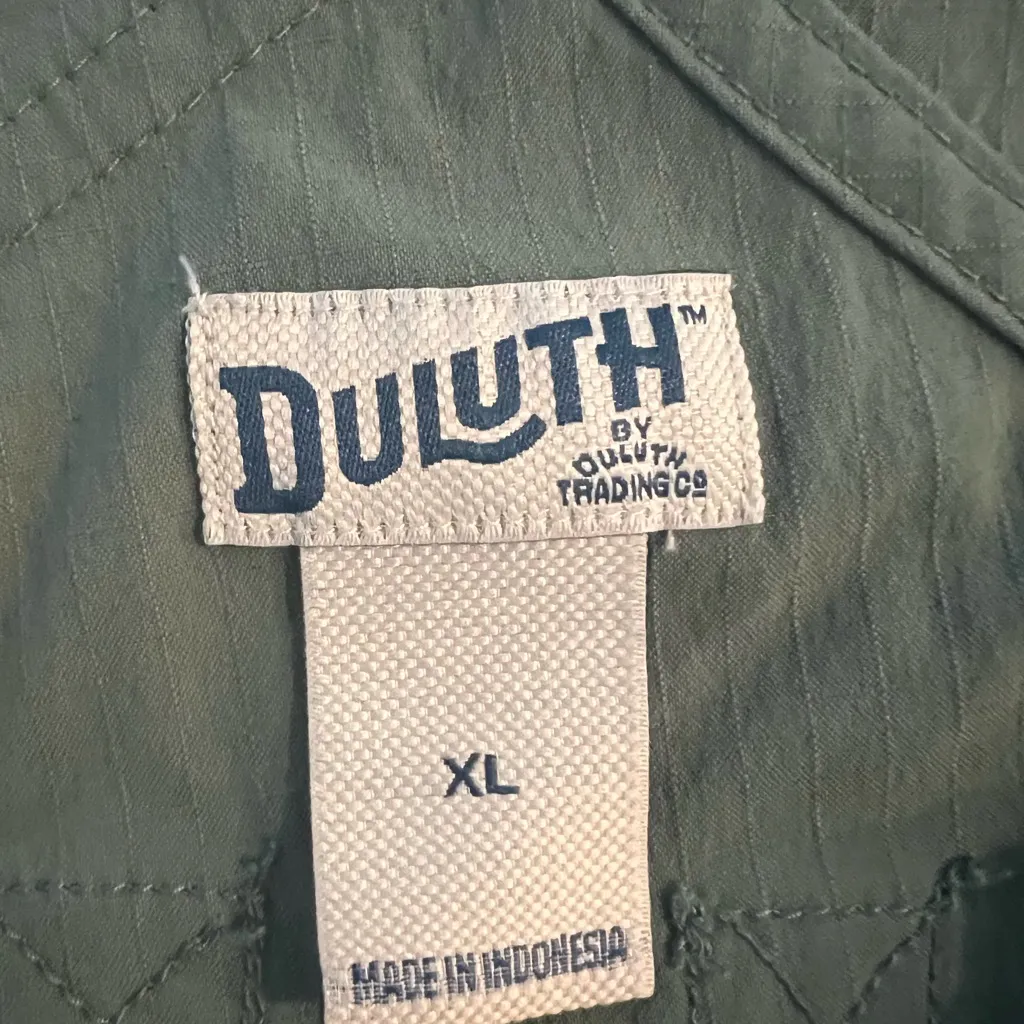 DULUTH™
BY
DULUTH
TRADING CO
XL
MADE IN INDONESIA